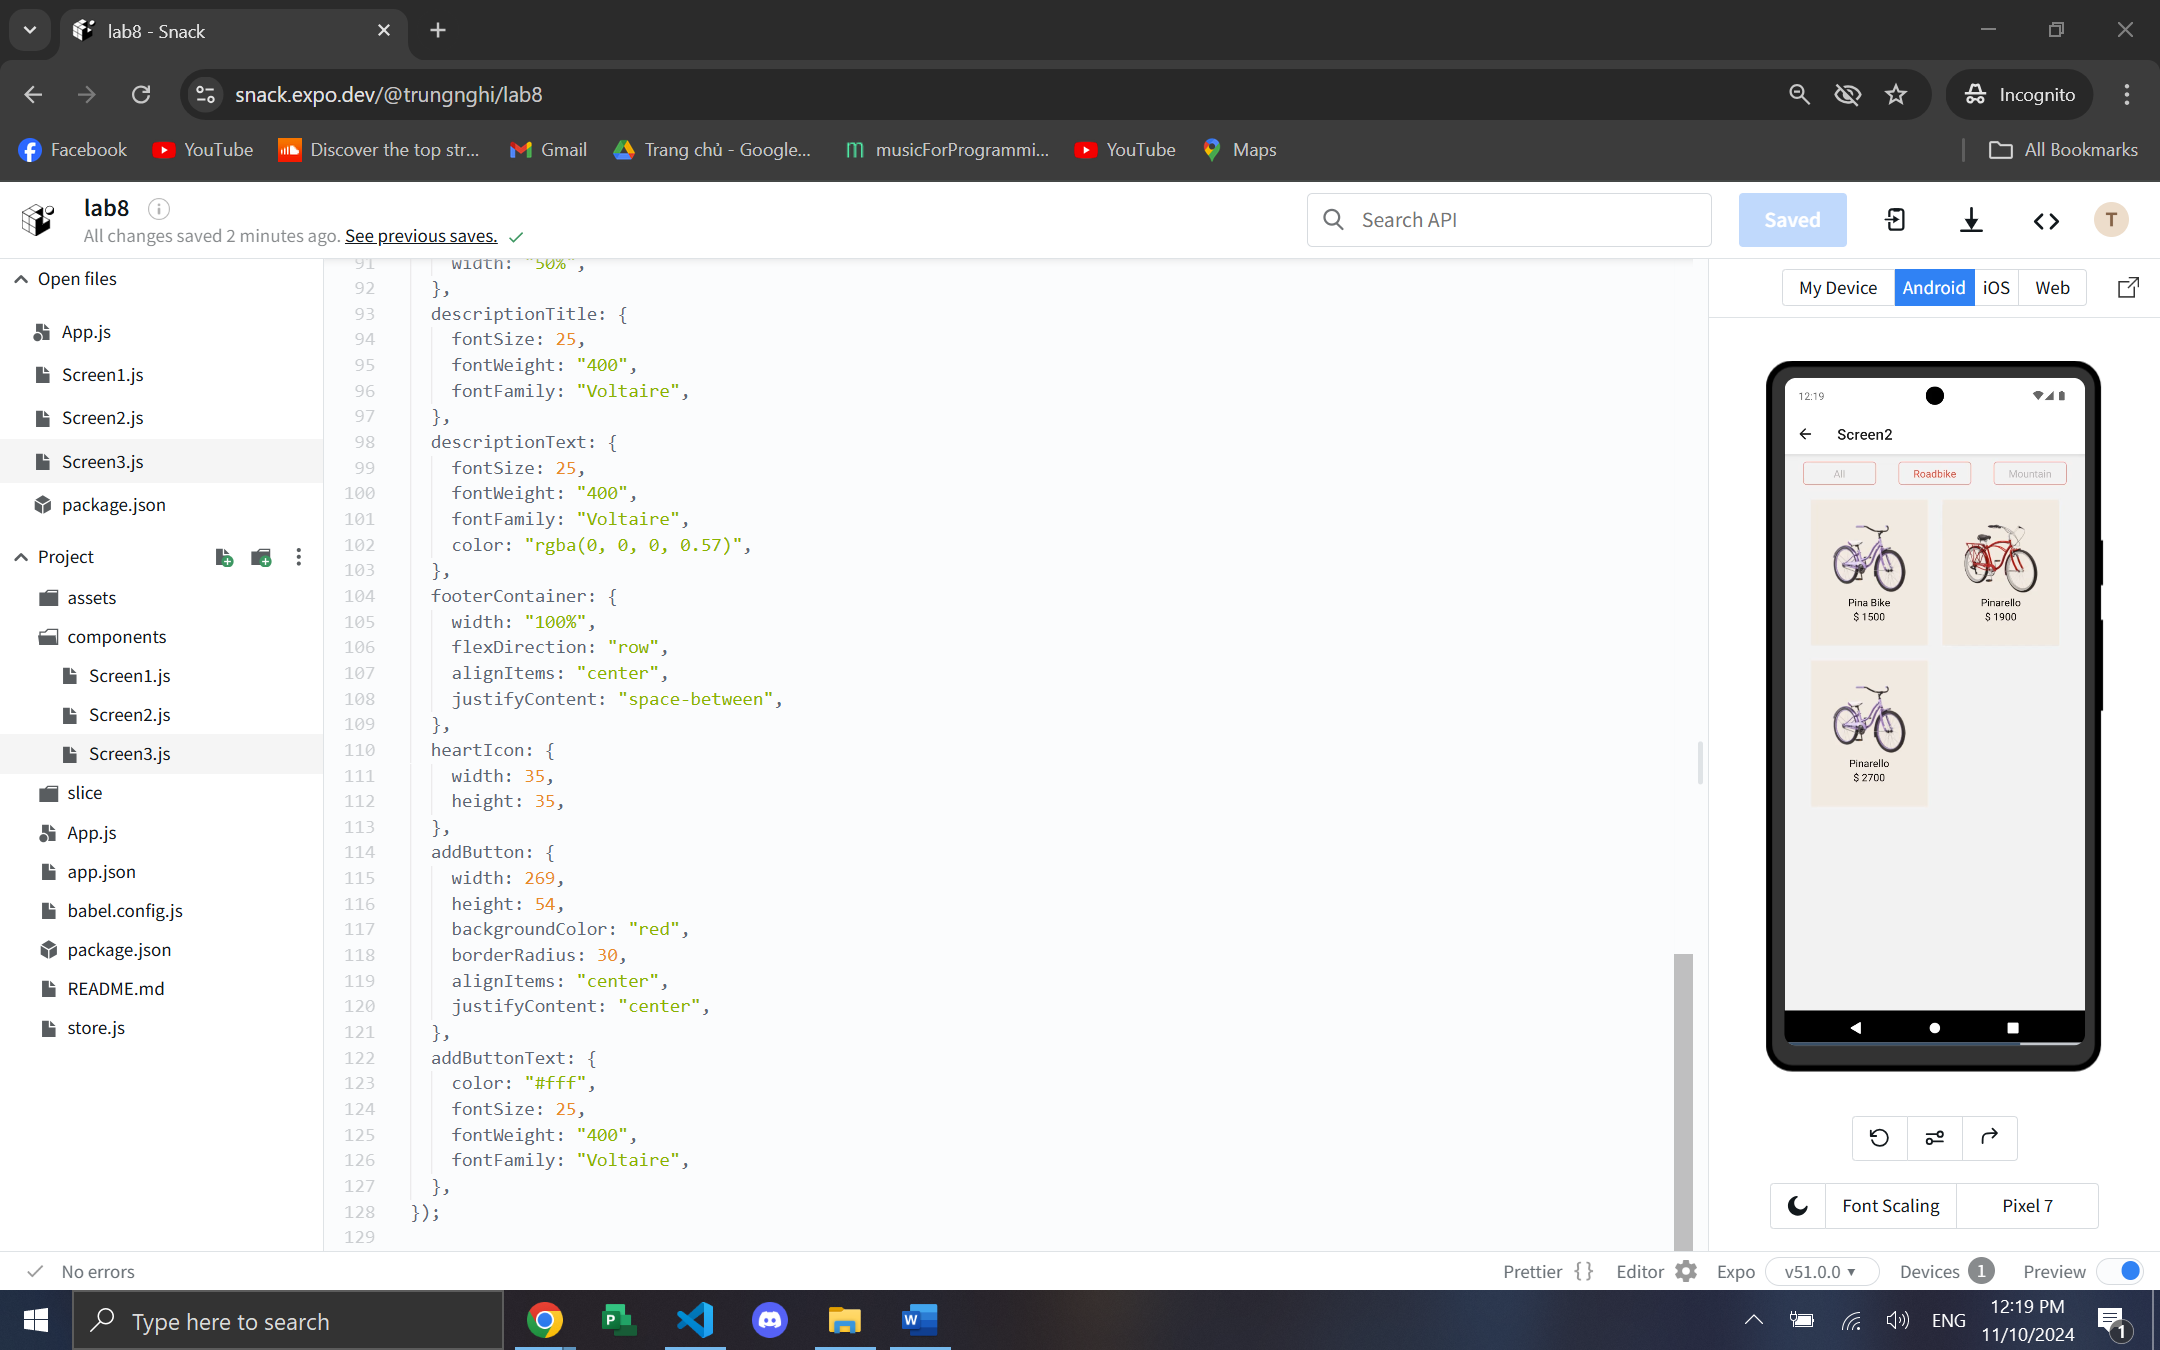 lab8 - Snack
snack.expo.dev/@trungnghi/lab8
Incognito
Facebook
YouTube
Discover the top str...
Gmail
Trang chủ - Google...
musicForProgrammi...
YouTube
Maps
All Bookmarks
lab8
All changes saved 2 minutes ago. See previous saves.
Search API
Saved
T
Open files
App.js
Screen1.js
Screen2.js
Screen3.js
package.json
Project
assets
components
Screen1.js
Screen2.js
Screen3.js
slice
App.js
app.json
babel.config.js
package.json
README.md
store.js
91 width: "50%",
92 },
93 descriptionTitle: {
94 fontSize: 25,
95 fontWeight: "400",
96 fontFamily: "Voltaire",
97 },
98 descriptionText: {
99 fontSize: 25,
100 fontWeight: "400",
101 fontFamily: "Voltaire",
102 color: "rgba(0, 0, 0, 0.57)",
103 },
104 footerContainer: {
105 width: "100%",
106 flexDirection: "row",
107 alignItems: "center",
108 justifyContent: "space-between",
109 },
110 heartIcon: {
111 width: 35,
112 height: 35,
113 },
114 addButton: {
115 width: 269,
116 height: 54,
117 backgroundColor: "red",
118 borderRadius: 30,
119 alignItems: "center",
120 justifyContent: "center",
121 },
122 addButtonText: {
123 color: "#fff",
124 fontSize: 25,
125 fontWeight: "400",
126 fontFamily: "Voltaire",
127 },
128 });
129
My Device
Android
iOS
Web
12:19
Screen2
All
Roadbike
Mountain
Pina Bike
$ 1500
Pinarello
$ 1900
Pinarello
$ 2700
Font Scaling
Pixel 7
No errors
Prettier { }
Editor
Expo
v51.0.0
Devices 1
Preview
Type here to search
ENG
12:19 PM
11/10/2024
1